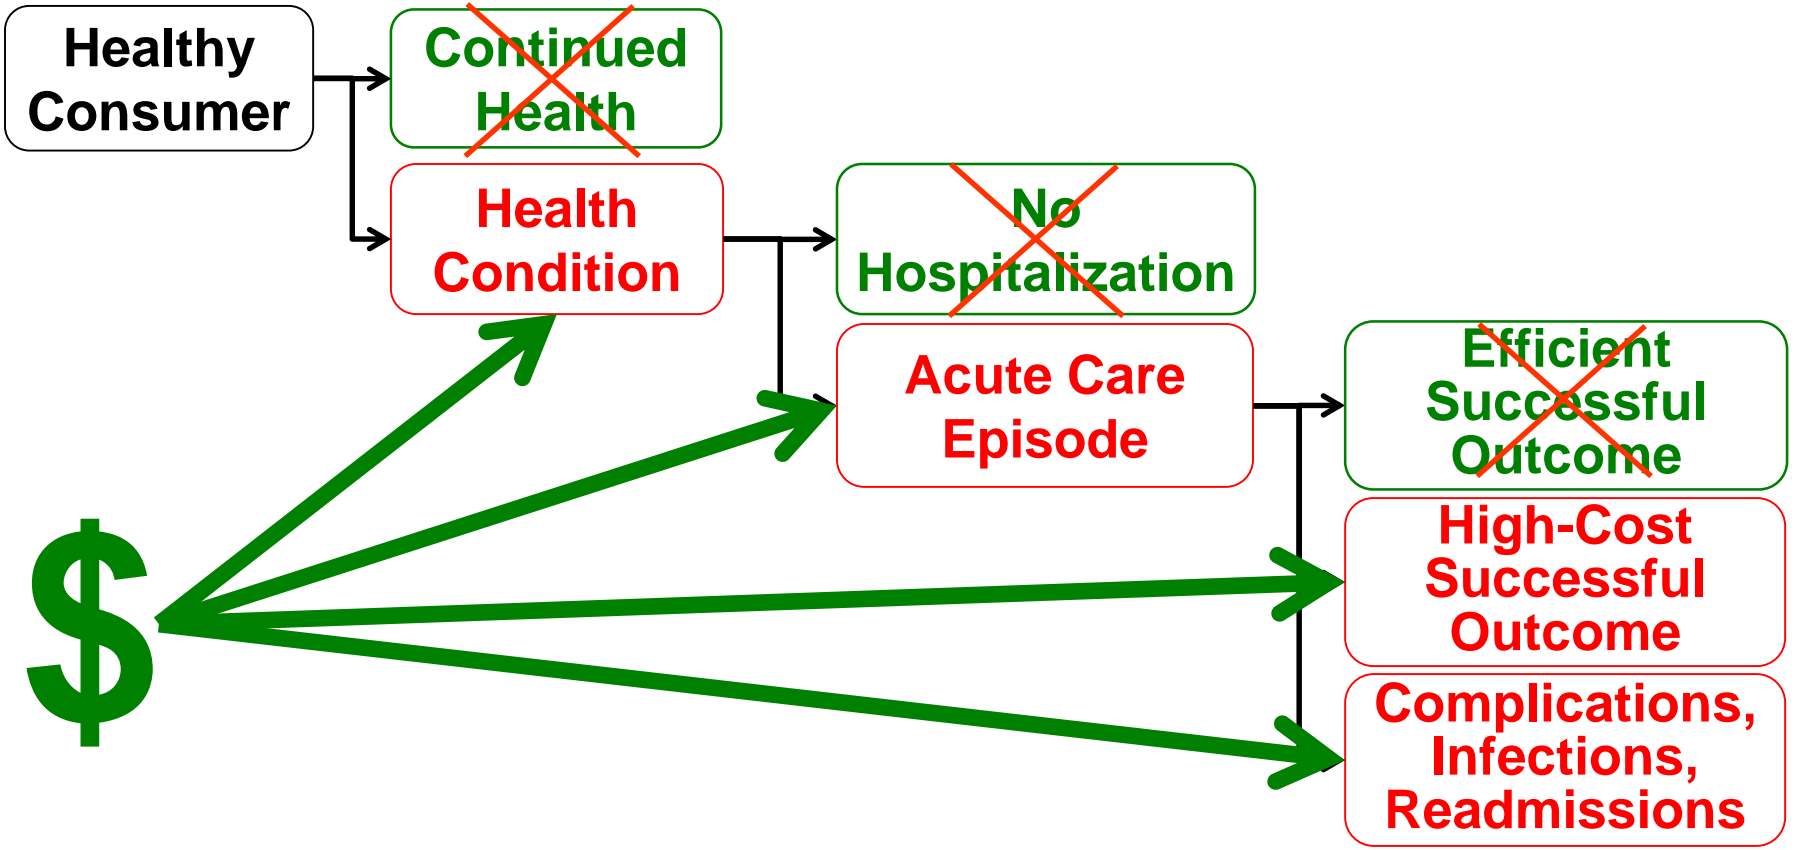 Healthy
Consumer
Continued
Health
Health
Condition
No
Hospitalization
Acute Care
Episode
Efficient
Successful
Outcome
High-Cost
Successful
Outcome
Complications,
Infections,
Readmissions
$